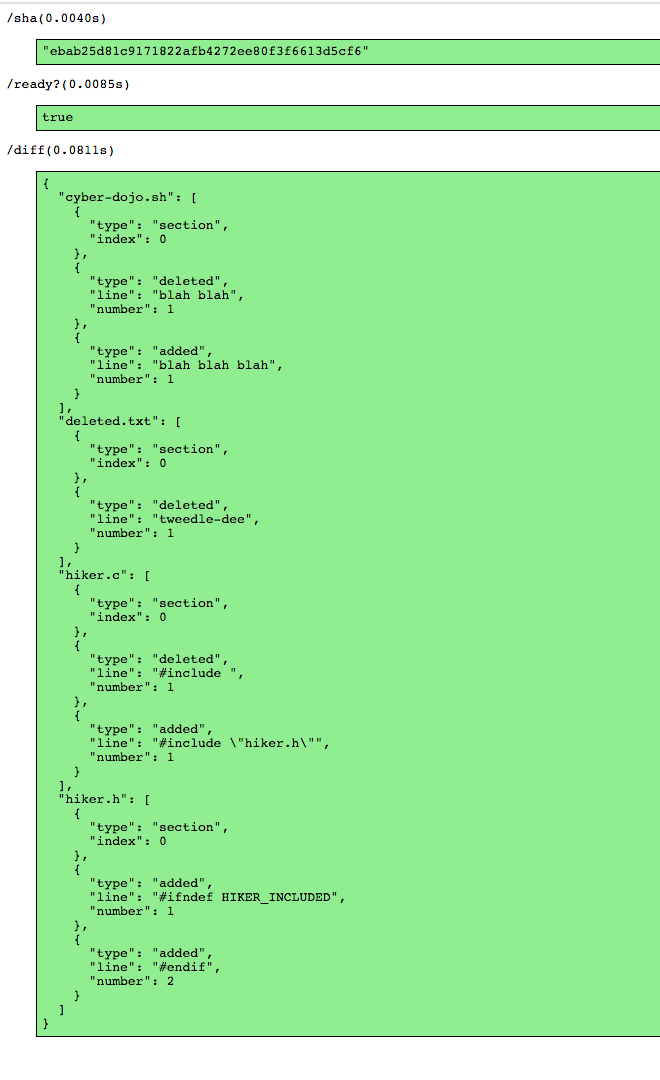 /sha(0.0040s)
"ebab25d81c9171822afb4272ee80f3f6613d5cf6"
/ready?(0.0085s)
true
/diff(0.0811s)
{
  "cyber-dojo.sh": [
    {
      "type": "section",
      "index": 0
    },
    {
      "type": "deleted",
      "line": "blah blah",
      "number": 1
    },
    {
      "type": "added",
      "line": "blah blah blah",
      "number": 1
    }
  ],
  "deleted.txt": [
    {
      "type": "section",
      "index": 0
    },
    {
      "type": "deleted",
      "line": "tweedle-dee",
      "number": 1
    }
  ],
  "hiker.c": [
    {
      "type": "section",
      "index": 0
    },
    {
      "type": "deleted",
      "line": "#include ",
      "number": 1
    },
    {
      "type": "added",
      "line": "#include \"hiker.h\"",
      "number": 1
    }
  ],
  "hiker.h": [
    {
      "type": "section",
      "index": 0
    },
    {
      "type": "added",
      "line": "#ifndef HIKER_INCLUDED",
      "number": 1
    },
    {
      "type": "added",
      "line": "#endif",
      "number": 2
    }
  ]
}